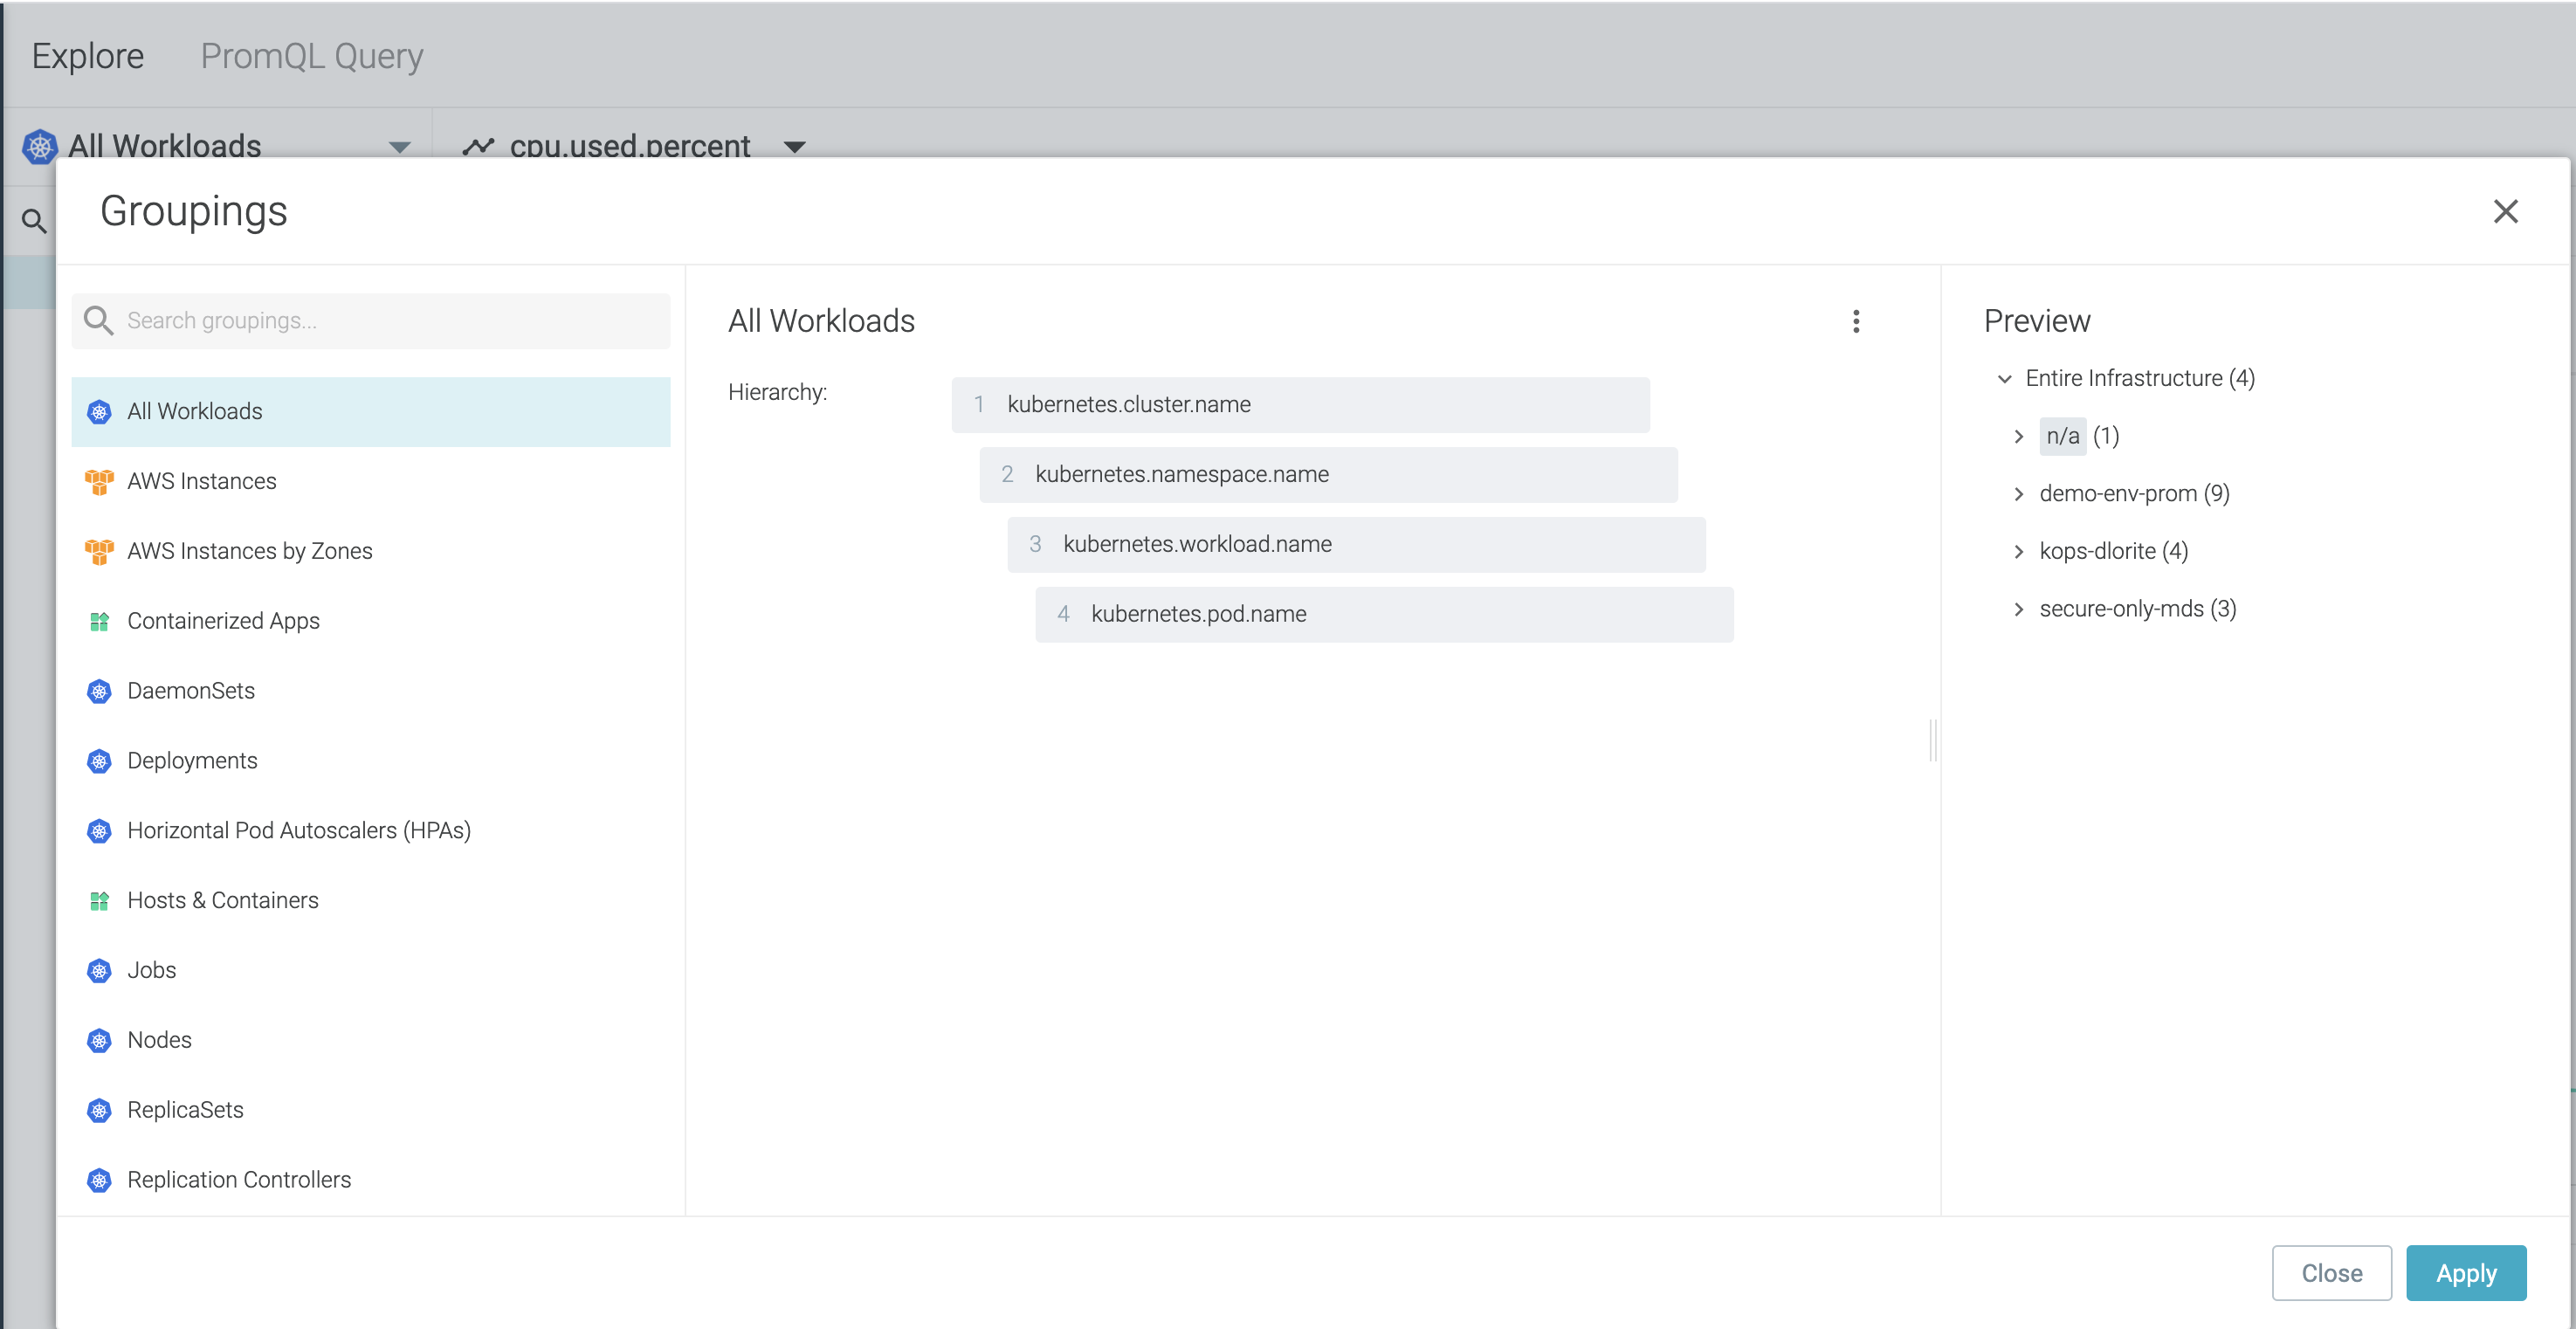 Explore PromQL Query
All Workloads cpu.used.percent
Groupings
Search groupings...
All Workloads
AWS Instances
AWS Instances by Zones
Containerized Apps
DaemonSets
Deployments
Horizontal Pod Autoscalers (HPAs)
Hosts & Containers
Jobs
Nodes
ReplicaSets
Replication Controllers
All Workloads
Hierarchy:
1 kubernetes.cluster.name
2 kubernetes.namespace.name
3 kubernetes.workload.name
4 kubernetes.pod.name
Preview
Entire Infrastructure (4)
n/a (1)
demo-env-prom (9)
kops-dlorite (4)
secure-only-mds (3)
Close Apply